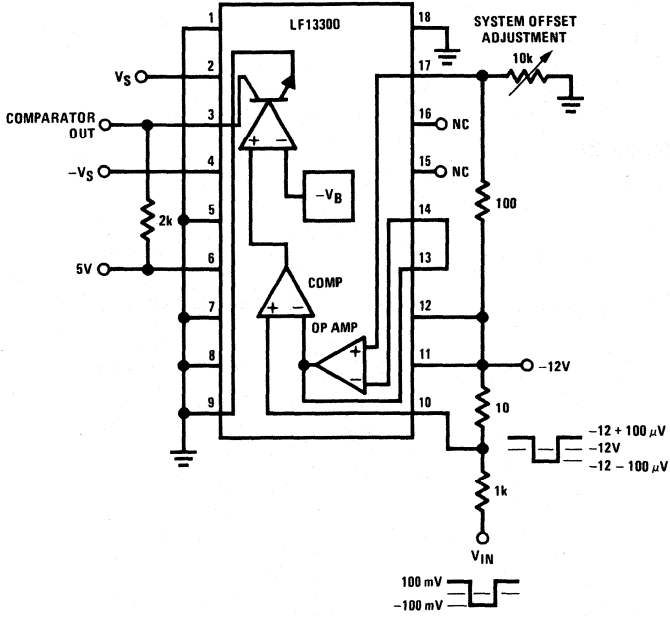 LF13300
1
18
SYSTEM OFFSET
ADJUSTMENT
10k
VS
2
17
COMPARATOR
OUT
3
16
NC
+
−
−VS
4
15
NC
−VB
2k
5
14
100
5V
6
13
COMP
+
−
OP AMP
7
12
+
−
8
11
−12V
9
10
10
−12 + 100 µV
−12V
−12 − 100 µV
1k
VIN
100 mV
−100 mV